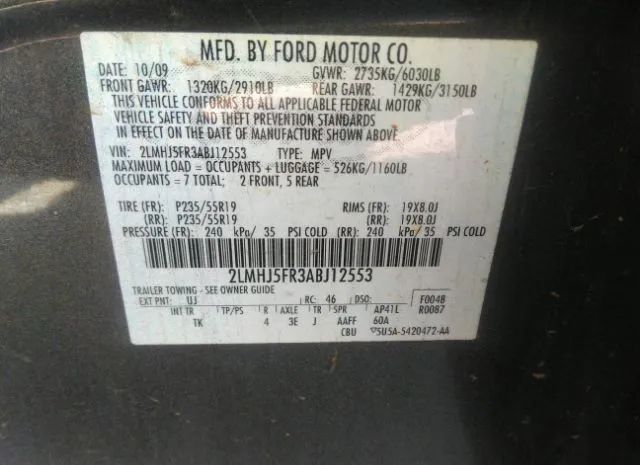 MFD. BY FORD MOTOR CO.
DATE: 10/09 GVWR: 2735KG/6030LB
FRONT GAWR: 1320KG/2910LB REAR GAWR: 1429KG/3150LB
THIS VEHICLE CONFORMS TO ALL APPLICABLE FEDERAL MOTOR
VEHICLE SAFETY AND THEFT PREVENTION STANDARDS
IN EFFECT ON THE DATE OF MANUFACTURE SHOWN ABOVE.
VIN: 2LMHJ5FR3ABJ12553 TYPE: MPV
MAXIMUM LOAD = OCCUPANTS + LUGGAGE = 526KG/1160LB
OCCUPANTS = 7 TOTAL; 2 FRONT, 5 REAR
TIRE (FR): P235/55R19 RIMS (FR): 19X8.0J
(RR): P235/55R19 (RR): 19X8.0J
PRESSURE (FR): 240 kPa/ 35 PSI COLD (RR): 240 kPa/ 35 PSI COLD
2LMHJ5FR3ABJ12553
TRAILER TOWING - SEE OWNER GUIDE
EXT PNT: UJ RC: 46 DSO: F0048
INT TR TP/PS R AXLE TR SPR AP41L R0087
TK 4 3E J AAFF 60A
CBU 5U5A-5420472-AA